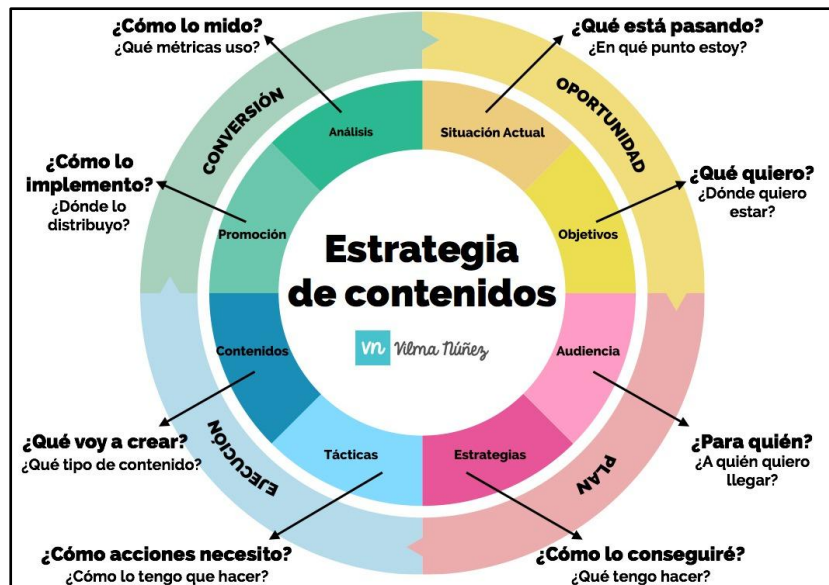 ¿Cómo lo mido?
¿Qué métricas uso?
¿Qué está pasando?
¿En qué punto estoy?
CONVERSIÓN
OPORTUNIDAD
Análisis
Situación Actual
¿Cómo lo
implemento?
¿Dónde lo
distribuyo?
¿Qué quiero?
¿Dónde quiero
estar?
Promoción
Objetivos
Estrategia
de contenidos
vn Vilma Núñez
Contenidos
Audiencia
¿Qué voy a crear?
¿Qué tipo de contenido?
¿Para quién?
¿A quién quiero
llegar?
Tácticas
Estrategias
EJECUCIÓN
PLAN
¿Cómo acciones necesito?
¿Cómo lo tengo que hacer?
¿Cómo lo conseguiré?
¿Qué tengo hacer?